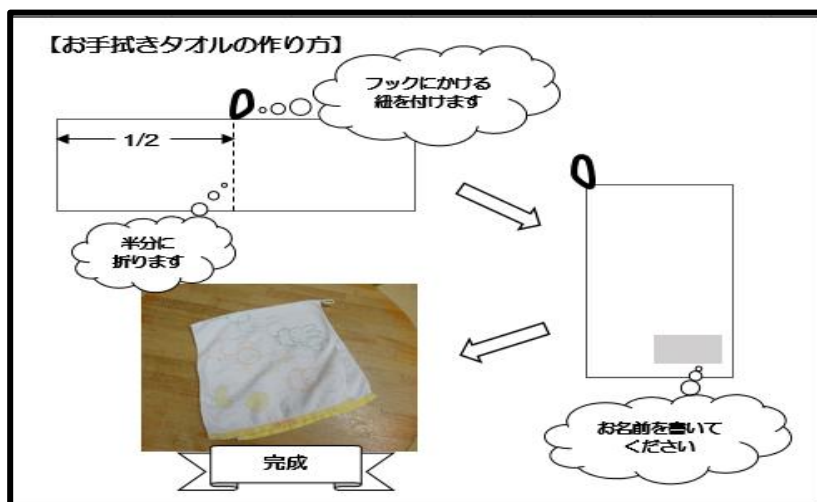 【お手拭きタオルの作り方】
フックにかける
紐を付けます
1/2
半分に
折ります
お名前を書いて
ください
完成